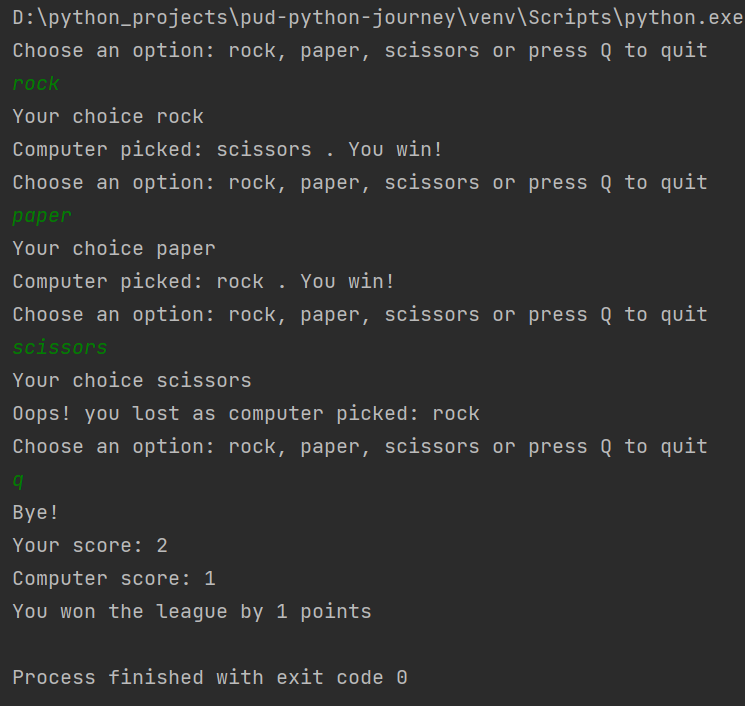 D:\python_projects\pud-python-journey\venv\Scripts\python.exe
Choose an option: rock, paper, scissors or press Q to quit
rock
Your choice rock
Computer picked: scissors . You win!
Choose an option: rock, paper, scissors or press Q to quit
paper
Your choice paper
Computer picked: rock . You win!
Choose an option: rock, paper, scissors or press Q to quit
scissors
Your choice scissors
Oops! you lost as computer picked: rock
Choose an option: rock, paper, scissors or press Q to quit
q
Bye!
Your score: 2
Computer score: 1
You won the league by 1 points
Process finished with exit code 0